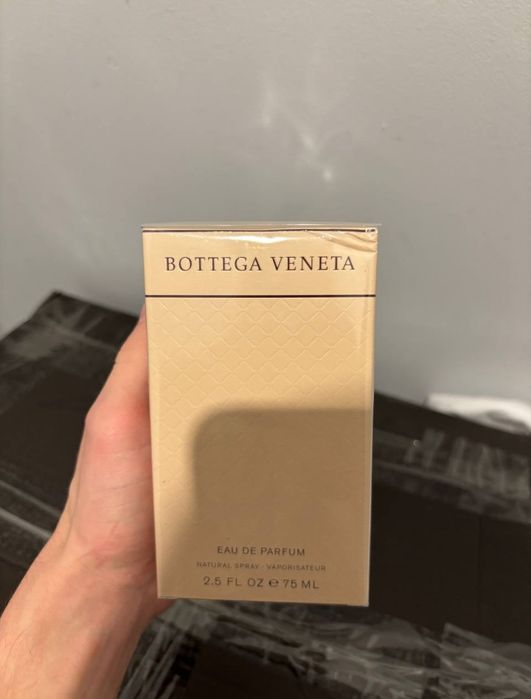 BOTTEGA VENETA
EAU DE PARFUM
NATURAL SPRAY · VAPORISATEUR
2.5 FL OZ ℮ 75 ML